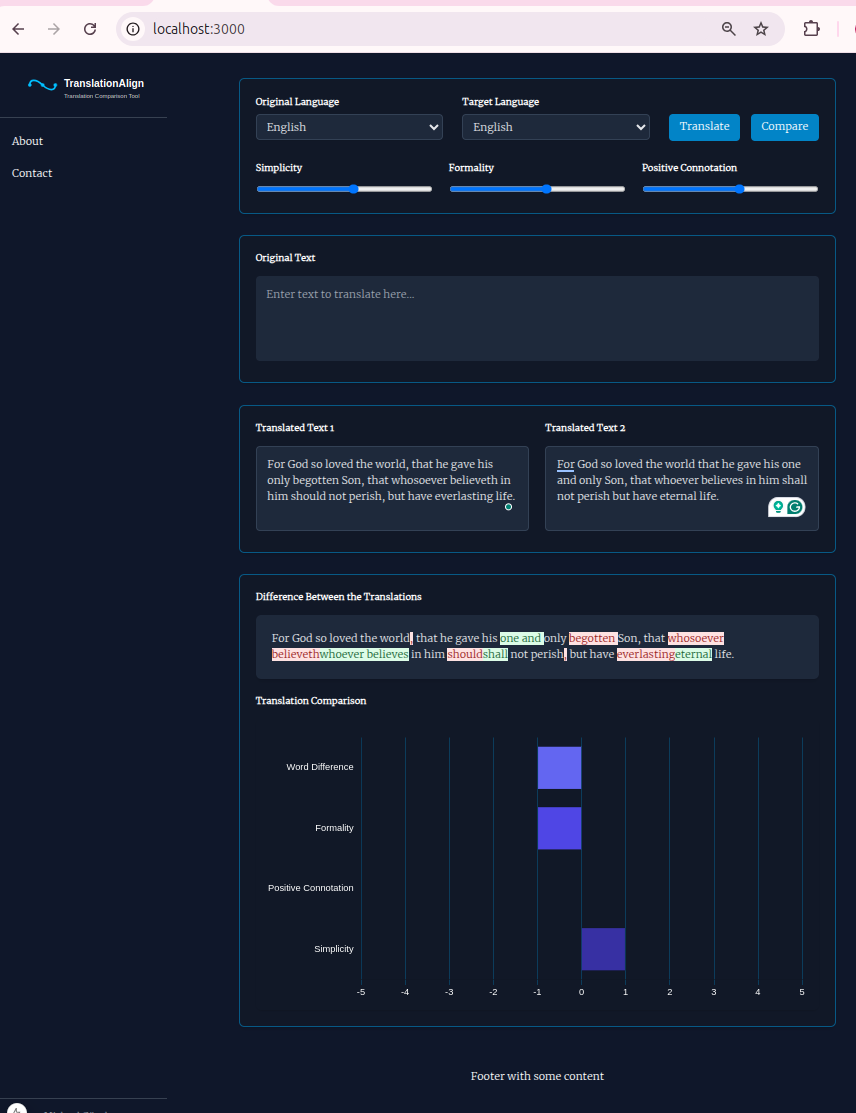 localhost:3000
TranslationAlign
Translation Comparison Tool
About
Contact
Original Language
Target Language
English
English
Translate
Compare
Simplicity
Formality
Positive Connotation
Original Text
Enter text to translate here...
Translated Text 1
Translated Text 2
For God so loved the world, that he gave his
only begotten Son, that whosoever believeth in
him should not perish, but have everlasting life.
For God so loved the world that he gave his one
and only Son, that whoever believes in him shall
not perish but have eternal life.
Difference Between the Translations
For God so loved the world, that he gave his one and only begotten Son, that whosoever
believethwhoever believes in him shouldshall not perish, but have everlastingeternal life.
Translation Comparison
Word Difference
Formality
Positive Connotation
Simplicity
-5 -4 -3 -2 -1 0 1 2 3 4 5
Footer with some content